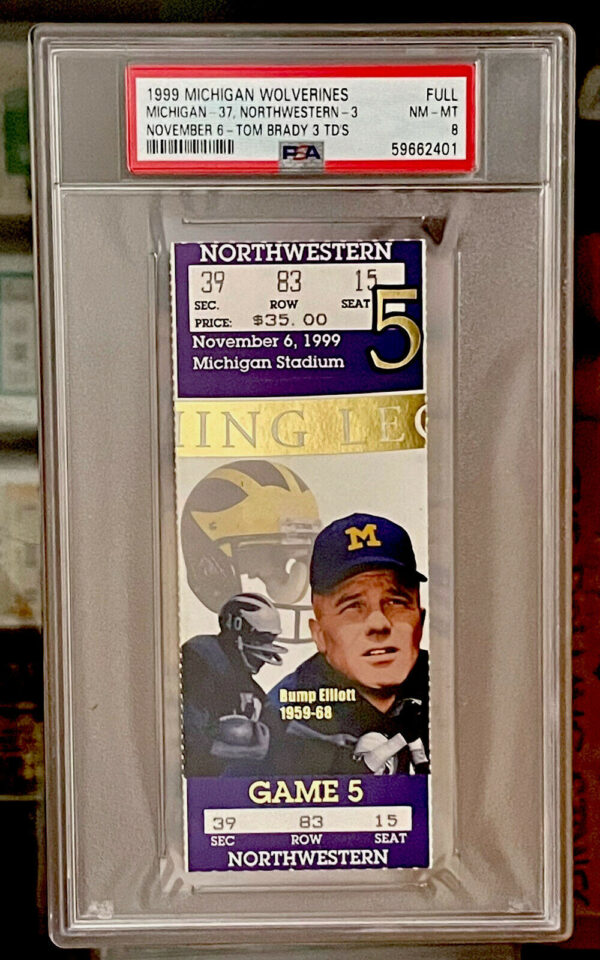 1999 MICHIGAN WOLVERINES FULL
MICHIGAN-37, NORTHWESTERN-3 NM-MT
NOVEMBER 6-TOM BRADY 3 TD'S 8
PSA 59662401
NORTHWESTERN
39 83 15
SEC. ROW SEAT
PRICE: $35.00
5
November 6, 1999
Michigan Stadium
ING LEG
M
40
Bump Elliott
1959-68
GAME 5
39 83 15
SEC ROW SEAT
NORTHWESTERN